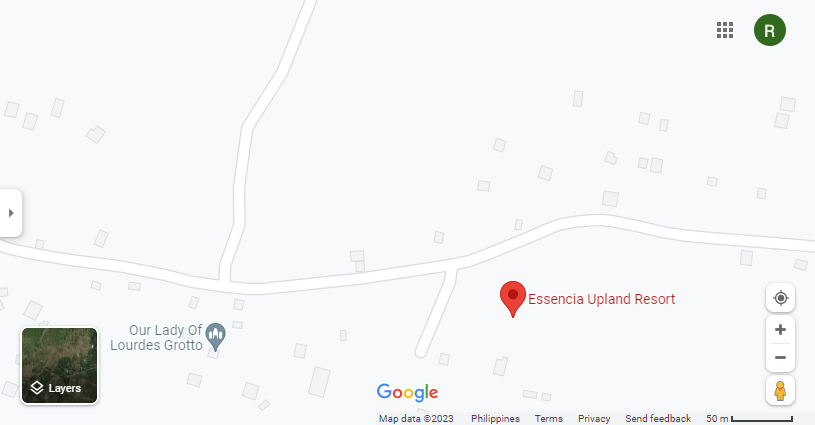 R
Essencia Upland Resort
Our Lady Of
Lourdes Grotto
Layers
Google
Map data ©2023 Philippines Terms Privacy Send feedback 50 m